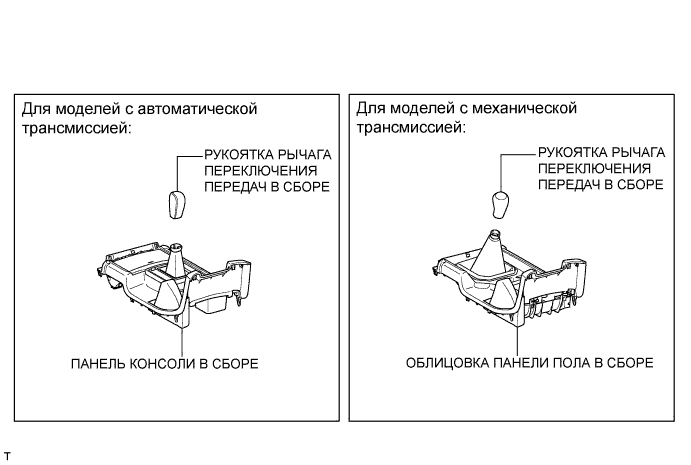 Для моделей с автоматической
трансмиссией:
РУКОЯТКА РЫЧАГА
ПЕРЕКЛЮЧЕНИЯ
ПЕРЕДАЧ В СБОРЕ
ПАНЕЛЬ КОНСОЛИ В СБОРЕ
Для моделей с механической
трансмиссией:
РУКОЯТКА РЫЧАГА
ПЕРЕКЛЮЧЕНИЯ
ПЕРЕДАЧ В СБОРЕ
ОБЛИЦОВКА ПАНЕЛИ ПОЛА В СБОРЕ
T